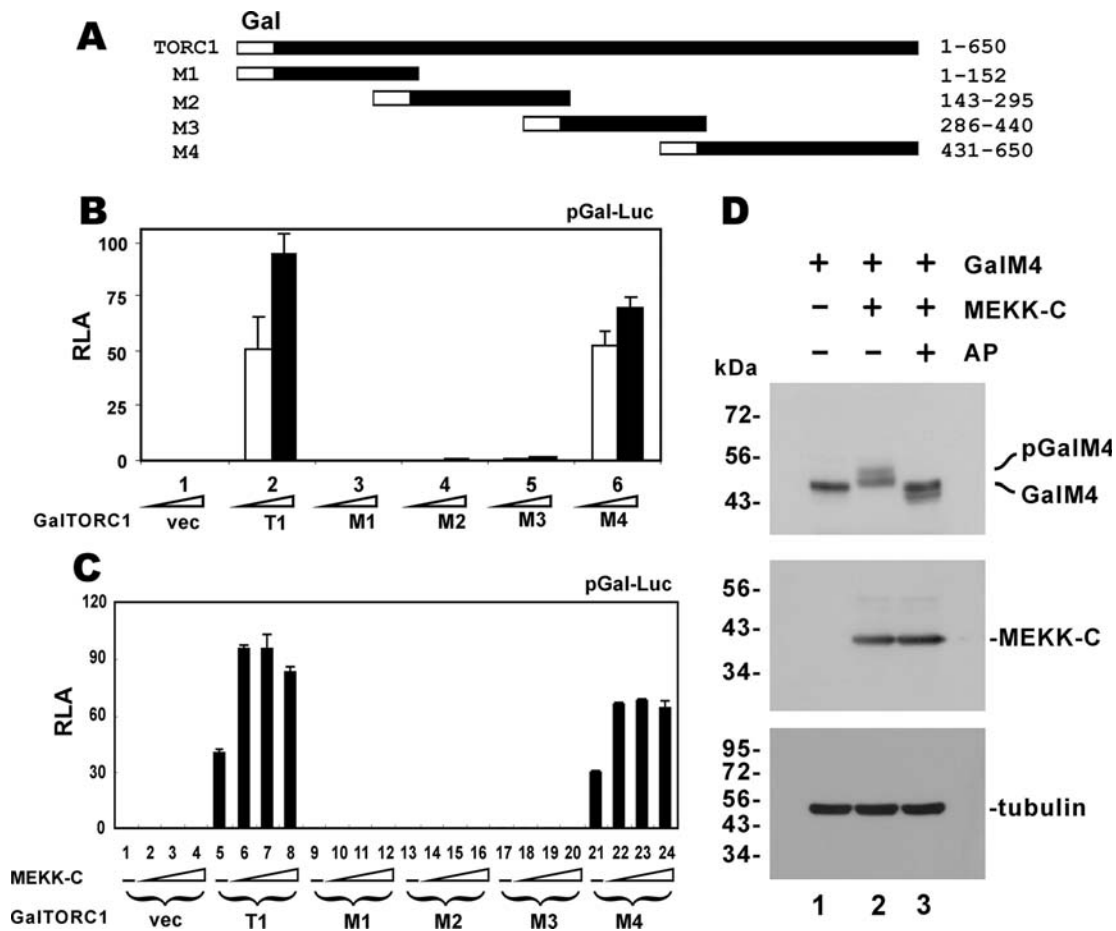 A
Gal
TORC1 1-650
M1 1-152
M2 143-295
M3 286-440
M4 431-650
B
pGal-Luc
RLA
100
75
50
25
0
1 2 3 4 5 6
GalTORC1 vec T1 M1 M2 M3 M4
C
pGal-Luc
RLA
120
90
60
30
0
1 2 3 4 5 6 7 8 9 10 11 12 13 14 15 16 17 18 19 20 21 22 23 24
MEKK-C – – – – – –
GalTORC1 vec T1 M1 M2 M3 M4
D
+ + + GalM4
– + + MEKK-C
– – + AP
kDa
72-
56-
43-
pGalM4
GalM4
56-
43-
34-
-MEKK-C
95-
72-
56-
43-
34-
-tubulin
1 2 3